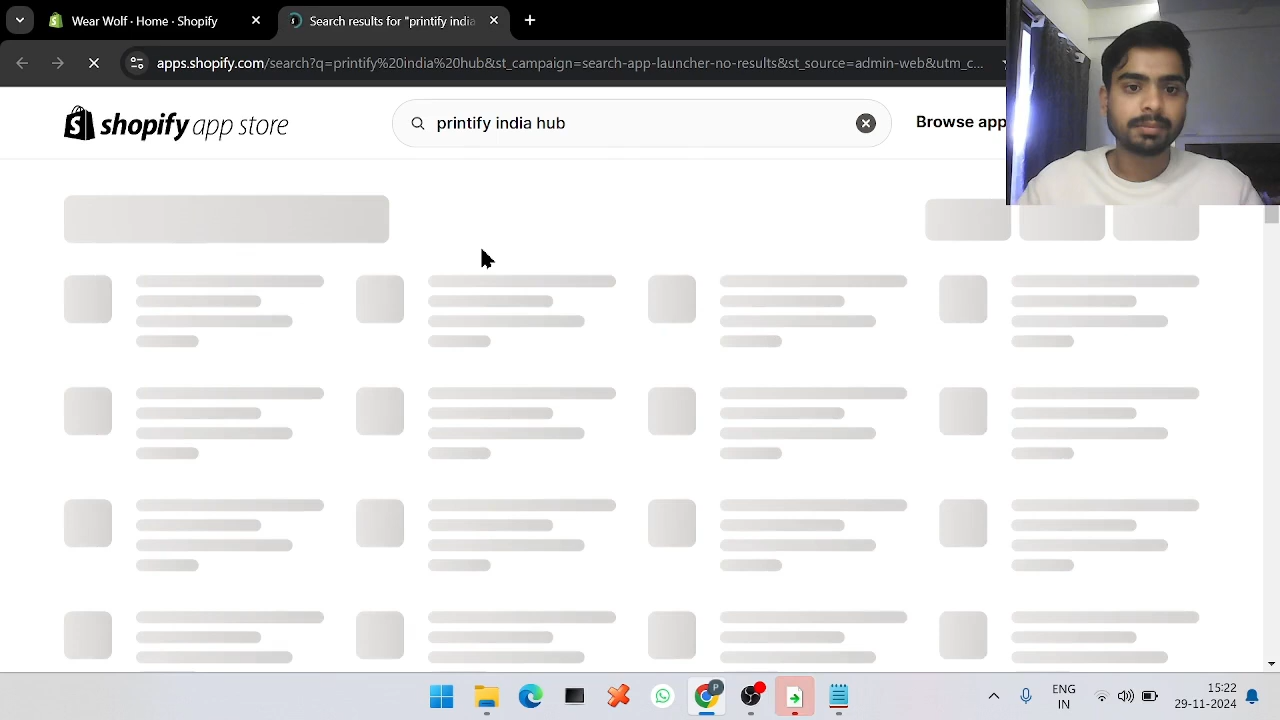 Wear Wolf · Home · Shopify
Search results for "printify india
apps.shopify.com/search?q=printify%20india%20hub&st_campaign=search-app-launcher-no-results&st_source=admin-web&utm_c...
shopify app store
printify india hub
Browse app
P
ENG
IN
15:22
29-11-2024